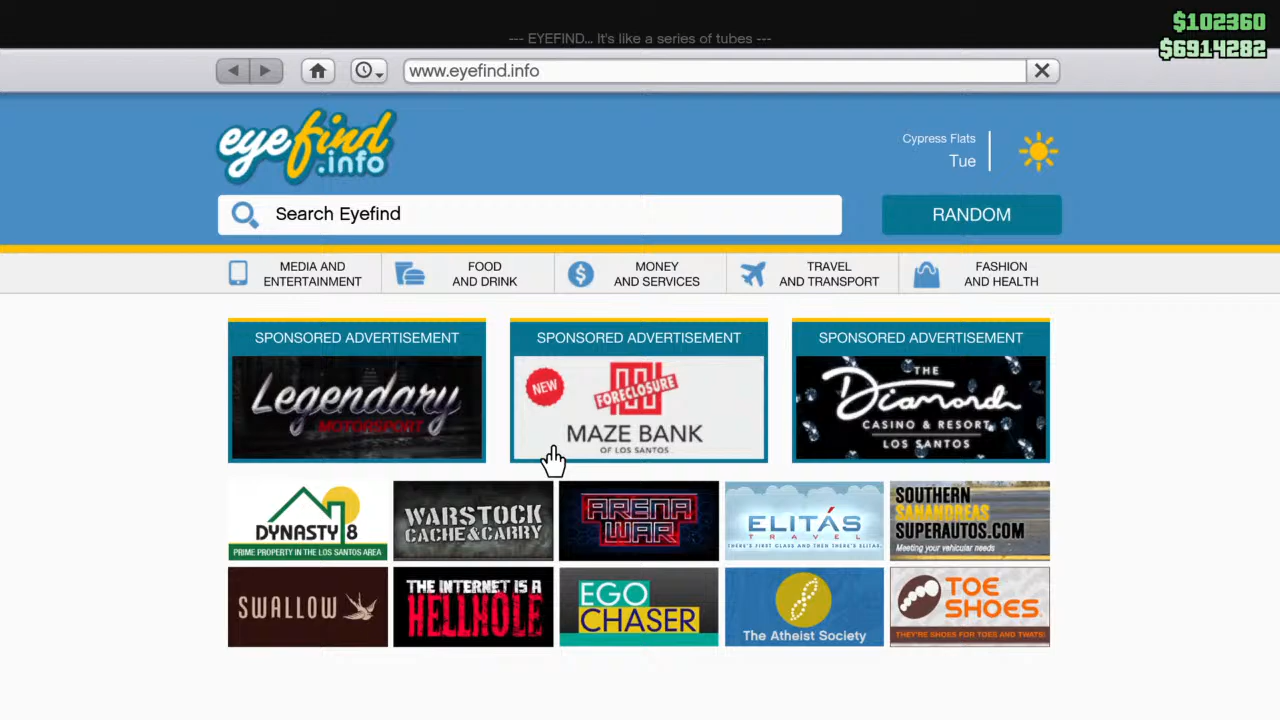 $102360
$6914282
--- EYEFIND... It's like a series of tubes ---
www.eyefind.info
eyefind
.info
Cypress Flats
Tue
Search Eyefind
RANDOM
MEDIA AND
ENTERTAINMENT
FOOD
AND DRINK
MONEY
AND SERVICES
TRAVEL
AND TRANSPORT
FASHION
AND HEALTH
SPONSORED ADVERTISEMENT
Legendary
MOTORSPORT
SPONSORED ADVERTISEMENT
NEW
FORECLOSURE
MAZE BANK
OF LOS SANTOS
SPONSORED ADVERTISEMENT
THE
Diamond
CASINO & RESORT
LOS SANTOS
DYNASTY 8
PRIME PROPERTY IN THE LOS SANTOS AREA
WARSTOCK
CACHE & CARRY
ARENA
WAR
ELITÁS
TRAVEL
THERE'S FIRST CLASS AND THEN THERE'S ELITAS.
SOUTHERN
SANANDREAS
SUPERAUTOS.COM
Meeting your vehicular needs
SWALLOW
THE INTERNET IS A
HELLHOLE
EGO
CHASER
The Atheist Society
TOE
SHOES
THEY'RE SHOES FOR TOES AND TWATS!